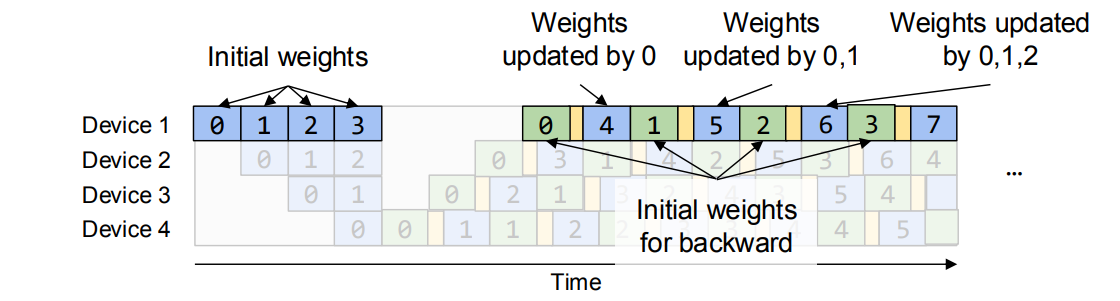 Weights
updated by 0
Weights
updated by 0,1
Weights updated
by 0,1,2
Initial weights
Device 1 0 1 2 3 0 4 1 5 2 6 3 7
Device 2 0 1 2 0 3 1 4 2 5 3 6 4
Device 3 0 1 0 2 1 3 2 4 3 5 4
Device 4 0 0 1 1 2 2 3 3 4 4 5
...
Initial weights
for backward
Time